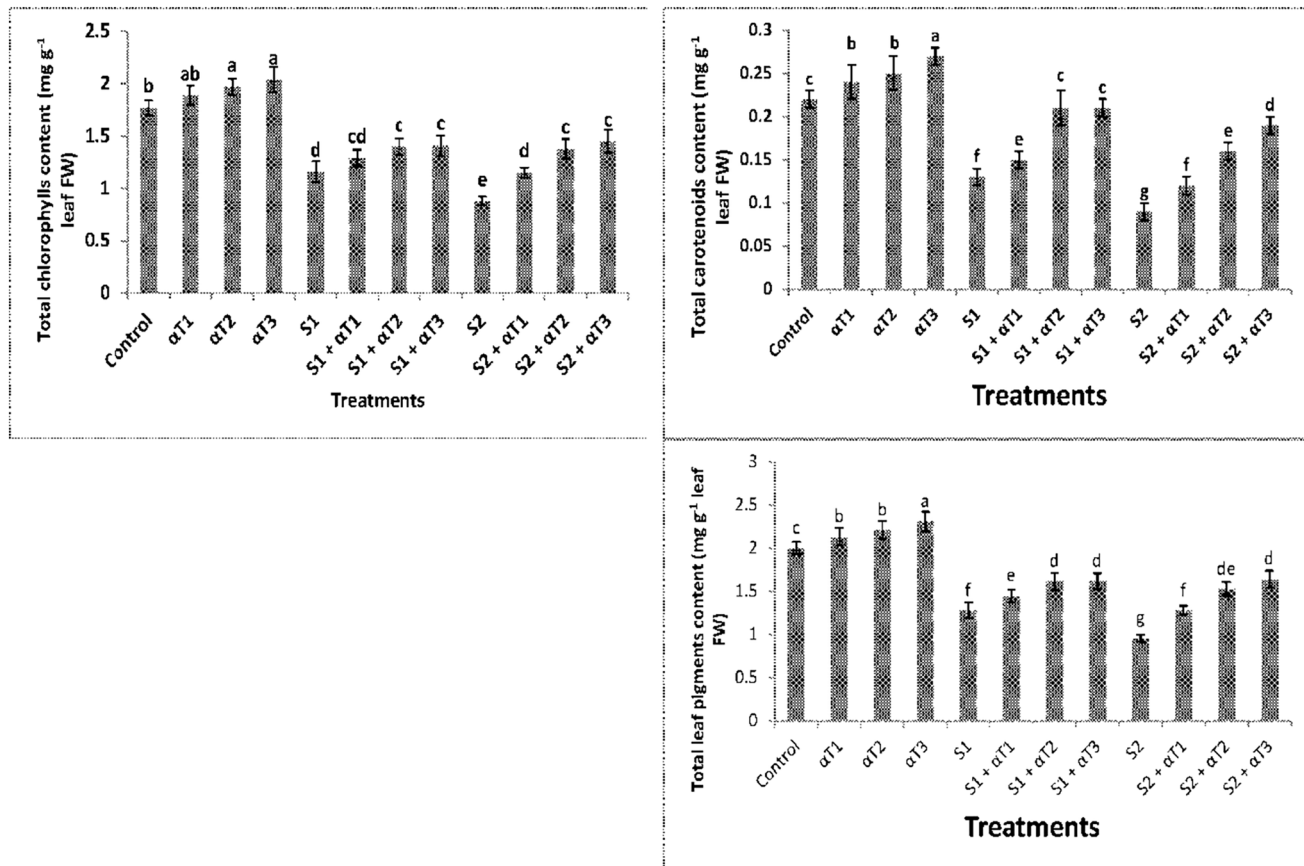 Total chlorophylls content (mg g⁻¹
leaf FW)
2.5
2
1.5
1
0.5
0
b
ab
a
a
d
cd
c
c
e
d
c
c
Control
αT1
αT2
αT3
S1
S1 + αT1
S1 + αT2
S1 + αT3
S2
S2 + αT1
S2 + αT2
S2 + αT3
Treatments
Total carotenoids content (mg g⁻¹
leaf FW)
0.3
0.25
0.2
0.15
0.1
0.05
0
c
b
b
a
f
e
c
c
g
f
e
d
Control
αT1
αT2
αT3
S1
S1 + αT1
S1 + αT2
S1 + αT3
S2
S2 + αT1
S2 + αT2
S2 + αT3
Treatments
Total leaf pigments content (mg g⁻¹ leaf
FW)
3
2.5
2
1.5
1
0.5
0
c
b
b
a
f
e
d
d
g
f
de
d
Control
αT1
αT2
αT3
S1
S1 + αT1
S1 + αT2
S1 + αT3
S2
S2 + αT1
S2 + αT2
S2 + αT3
Treatments